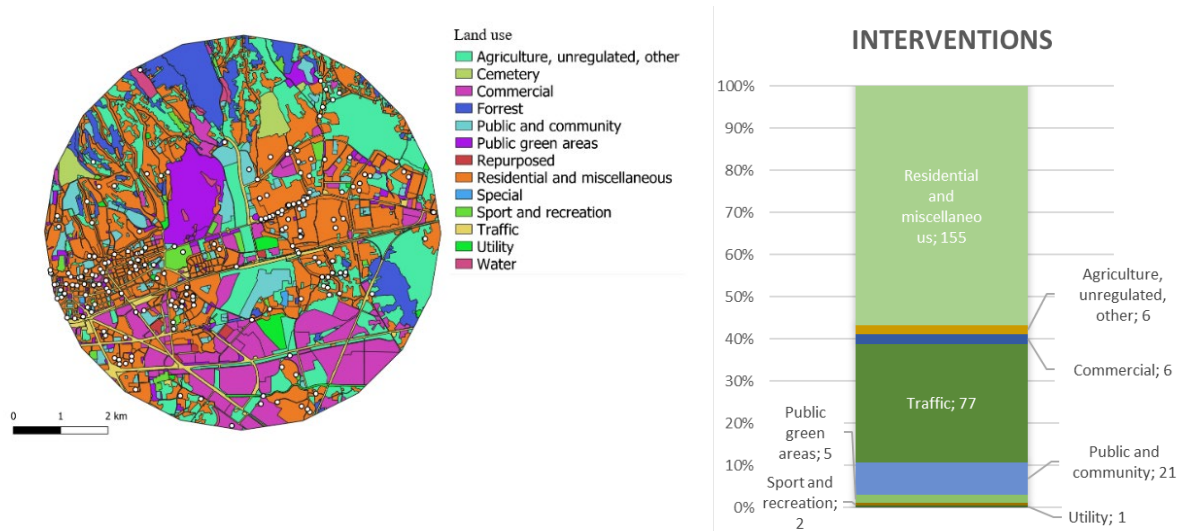 Land use
Agriculture, unregulated, other
Cemetery
Commercial
Forrest
Public and community
Public green areas
Repurposed
Residential and miscellaneous
Special
Sport and recreation
Traffic
Utility
Water
0 1 2 km
INTERVENTIONS
100%
90%
80%
70%
60%
50%
40%
30%
20%
10%
0%
Residential
and
miscellaneo
us; 155
Agriculture,
unregulated,
other; 6
Commercial; 6
Traffic; 77
Public
green
areas; 5
Public and
community; 21
Sport and
recreation;
2
Utility; 1